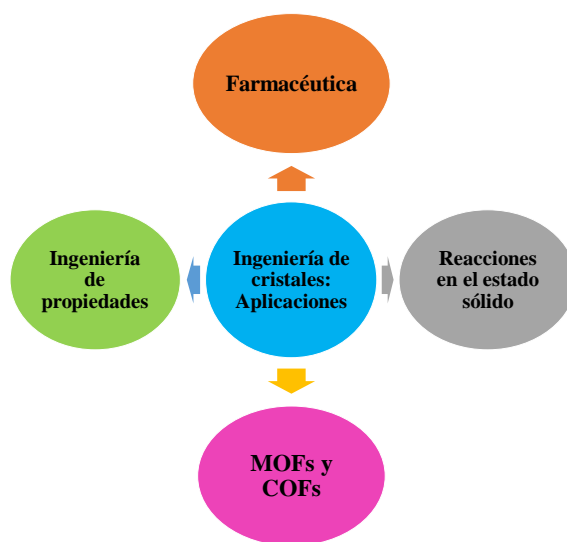 Farmacéutica
Ingeniería
de
propiedades
Ingeniería de
cristales:
Aplicaciones
Reacciones
en el estado
sólido
MOFs y
COFs